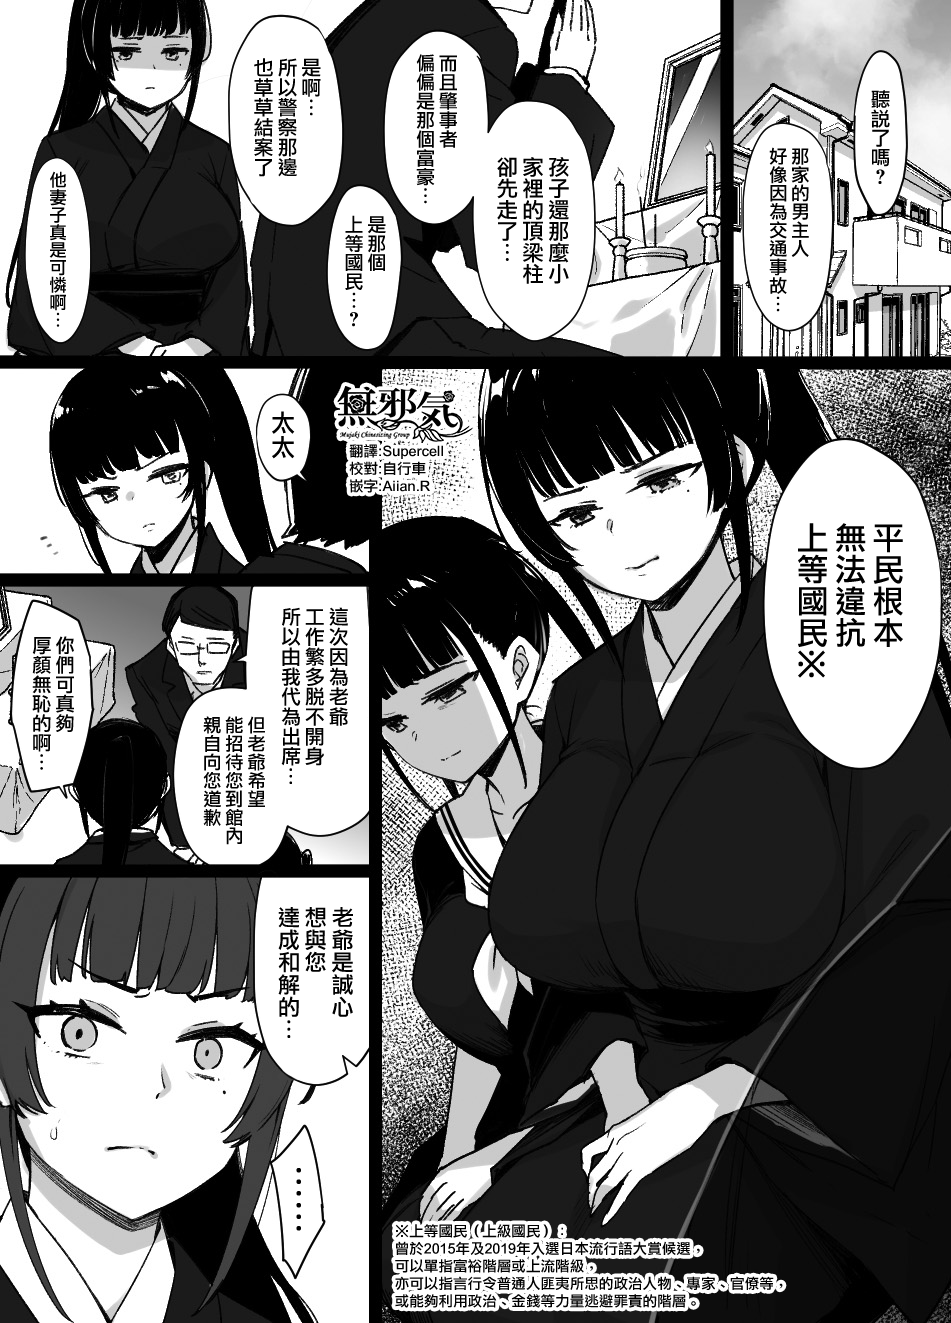 聽說了嗎?
那家的男主人
好像因為交通事故…
孩子還那麼小
家裡的頂梁柱
卻先走了…
而且肇事者
偏偏是那個富豪…
是那個
上等國民…?
是啊…
所以警察那邊
也草草結案了
他妻子真是可憐啊…
平民根本
無法違抗
上等國民※
※上等國民（上級國民）：
曾於2015年及2019年入選日本流行語大賞候選，
可以單指富裕階層或上流階級，
亦可以指言行令普通人匪夷所思的政治人物、專家、官僚等，
或能夠利用政治、金錢等力量逃避罪責的階層。
無邪気
Mujaki Chinesizing Group
翻譯:Supercell
校對:自行車
嵌字:Aiian.R
太太
這次因為老爺
工作繁多脫不開身
所以由我代為出席…
但老爺希望
能招待您到館內
親自向您道歉
你們可真夠
厚顏無恥的啊…
老爺是誠心
想與您
達成和解的…
……